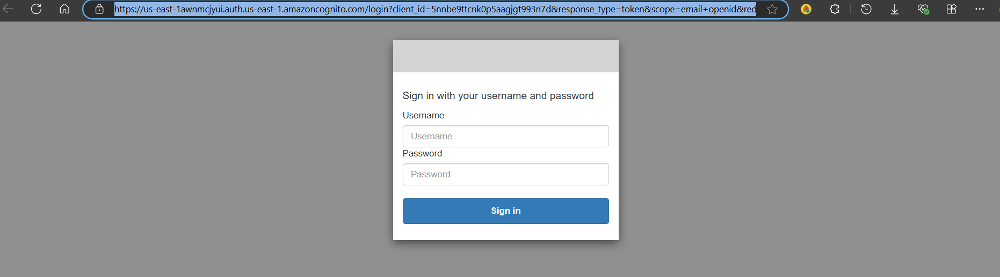 https://us-east-1awnmcjyui.auth.us-east-1.amazoncognito.com/login?client_id=5nnbe9ttcnk0p5aagjgt993n7d&response_type=token&scope=email+openid&red
Sign in with your username and password
Username
Username
Password
Password
Sign in